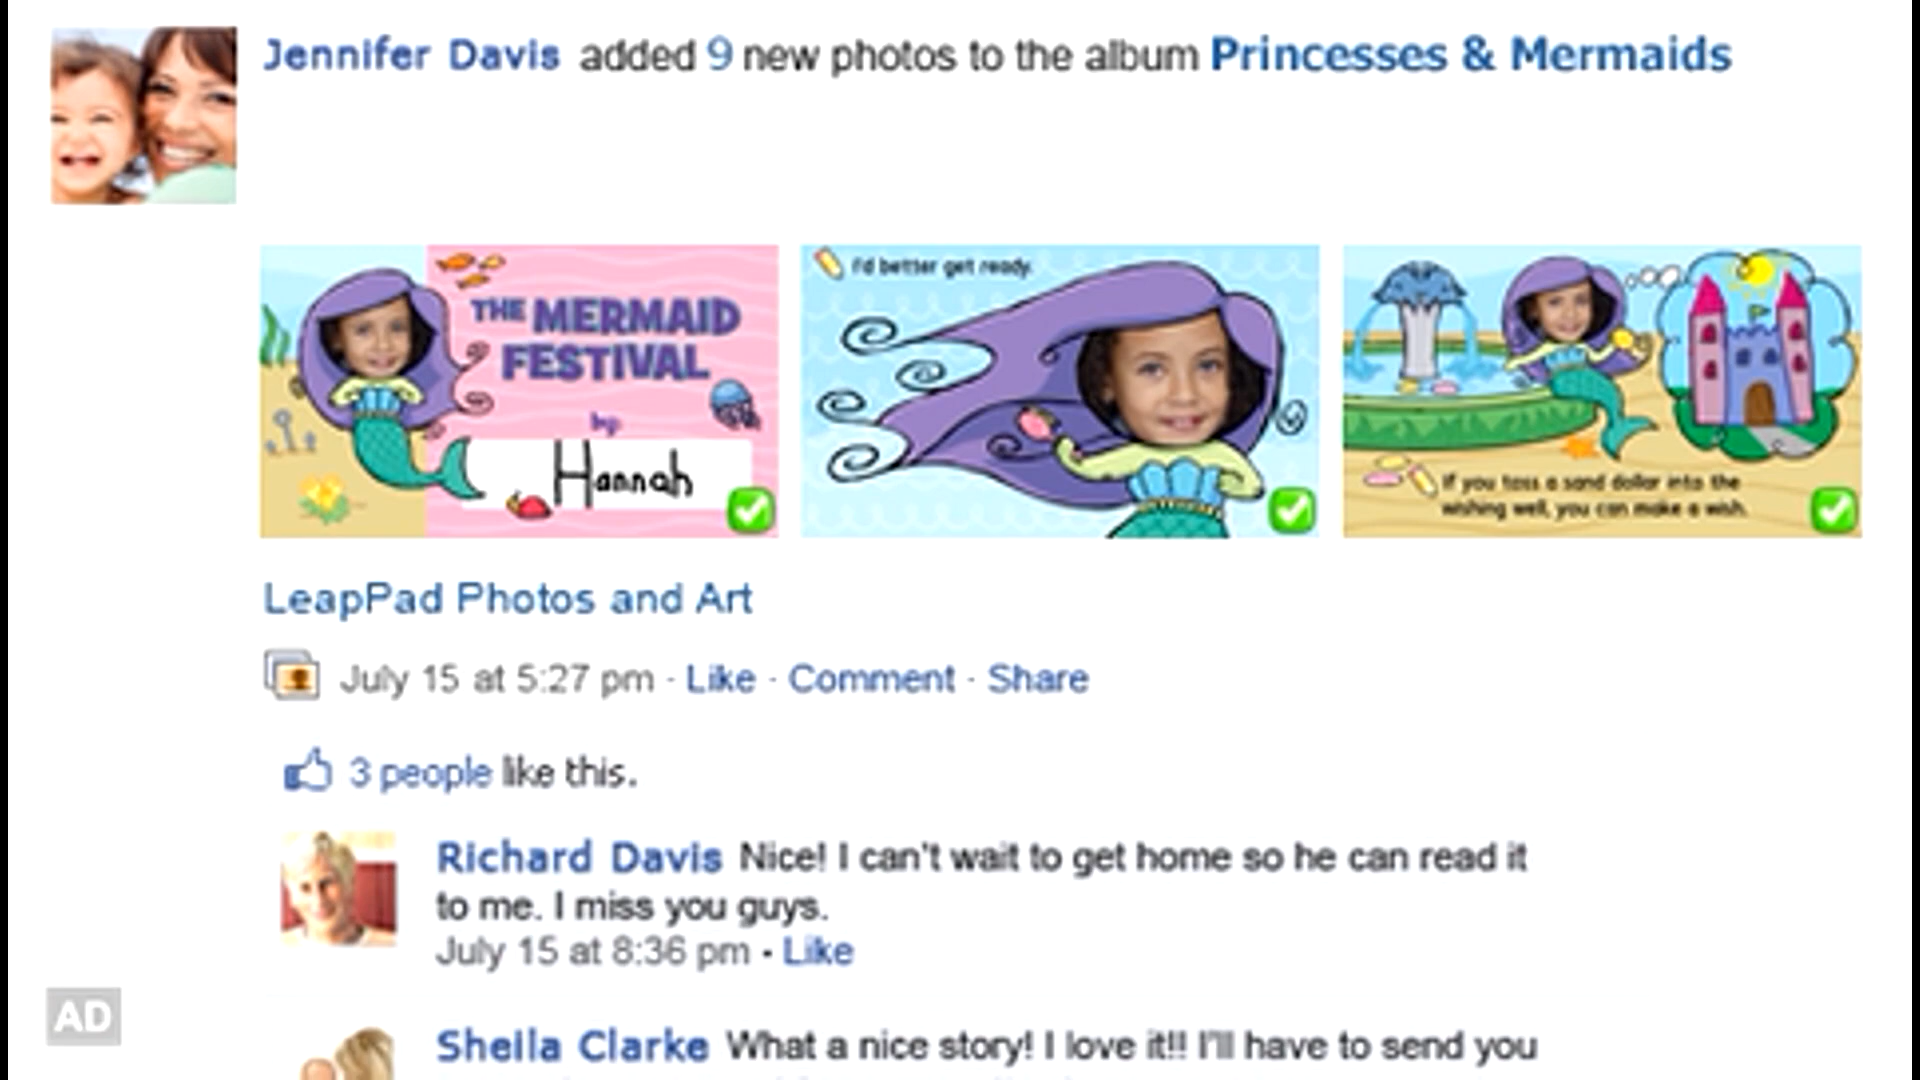 Jennifer Davis added 9 new photos to the album Princesses & Mermaids
THE MERMAID
FESTIVAL
by
Hannah
I'd better get ready.
If you toss a sand dollar into the
wishing well, you can make a wish.
LeapPad Photos and Art
July 15 at 5:27 pm · Like · Comment · Share
3 people like this.
Richard Davis Nice! I can't wait to get home so he can read it
to me. I miss you guys.
July 15 at 8:36 pm · Like
AD
Sheila Clarke What a nice story! I love it!! I'll have to send you